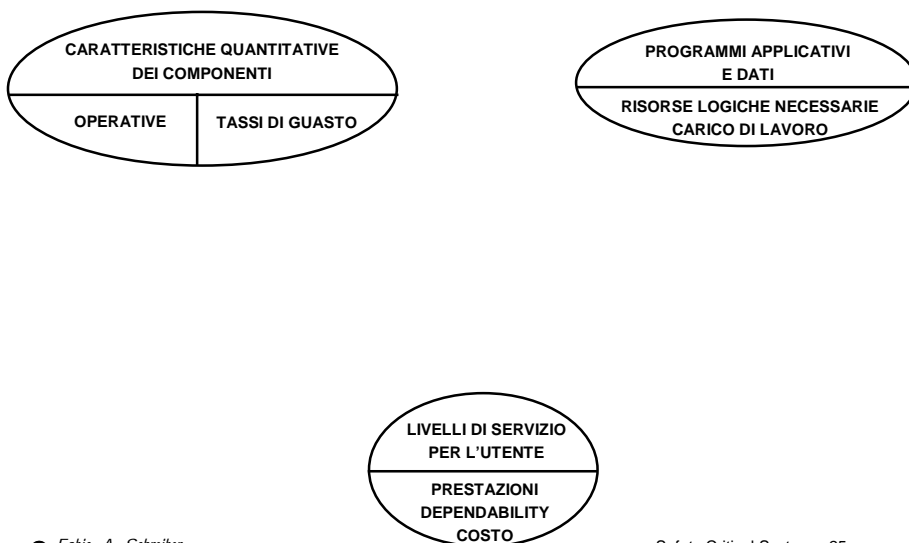 CARATTERISTICHE QUANTITATIVE
DEI COMPONENTI
OPERATIVE
TASSI DI GUASTO
PROGRAMMI APPLICATIVI
E DATI
RISORSE LOGICHE NECESSARIE
CARICO DI LAVORO
LIVELLI DI SERVIZIO
PER L'UTENTE
PRESTAZIONI
DEPENDABILITY
COSTO